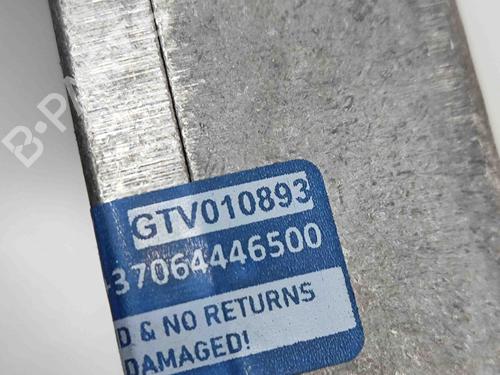 B-P
GTV010893
37064446500
D & NO RETURNS
DAMAGED!